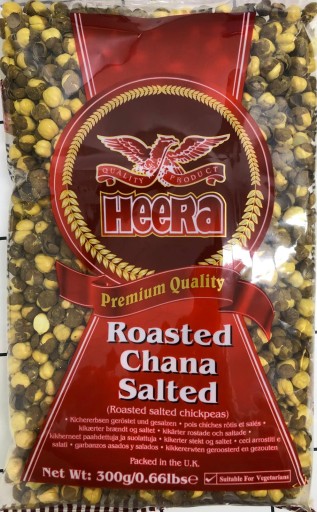 QUALITY PRODUCT
HEERA
Premium Quality
Roasted
Chana
Salted
(Roasted salted chickpeas)
• Kichererbsen geröstet und gesalzen • pois chiches rôtis et salés •
kikærter brændt og saltet • kikärter rostade och saltade •
kikherneet paahdettuja ja suolattuja • kikerter stekt og saltet • ceci arrostiti e
salati • garbanzos asados y salados • kikkererwten geroosterd en gezouten
Packed in the U.K.
Net Wt: 300g/0.66lbs℮
✓ Suitable For Vegetarians